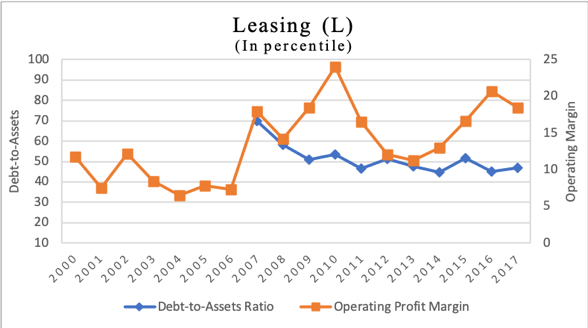 Leasing (L)
(In percentile)
100
90
80
70
60
50
40
30
20
10
Debt-to-Assets
25
20
15
10
5
0
Operating Margin
2000 2001 2002 2003 2004 2005 2006 2007 2008 2009 2010 2011 2012 2013 2014 2015 2016 2017
Debt-to-Assets Ratio Operating Profit Margin